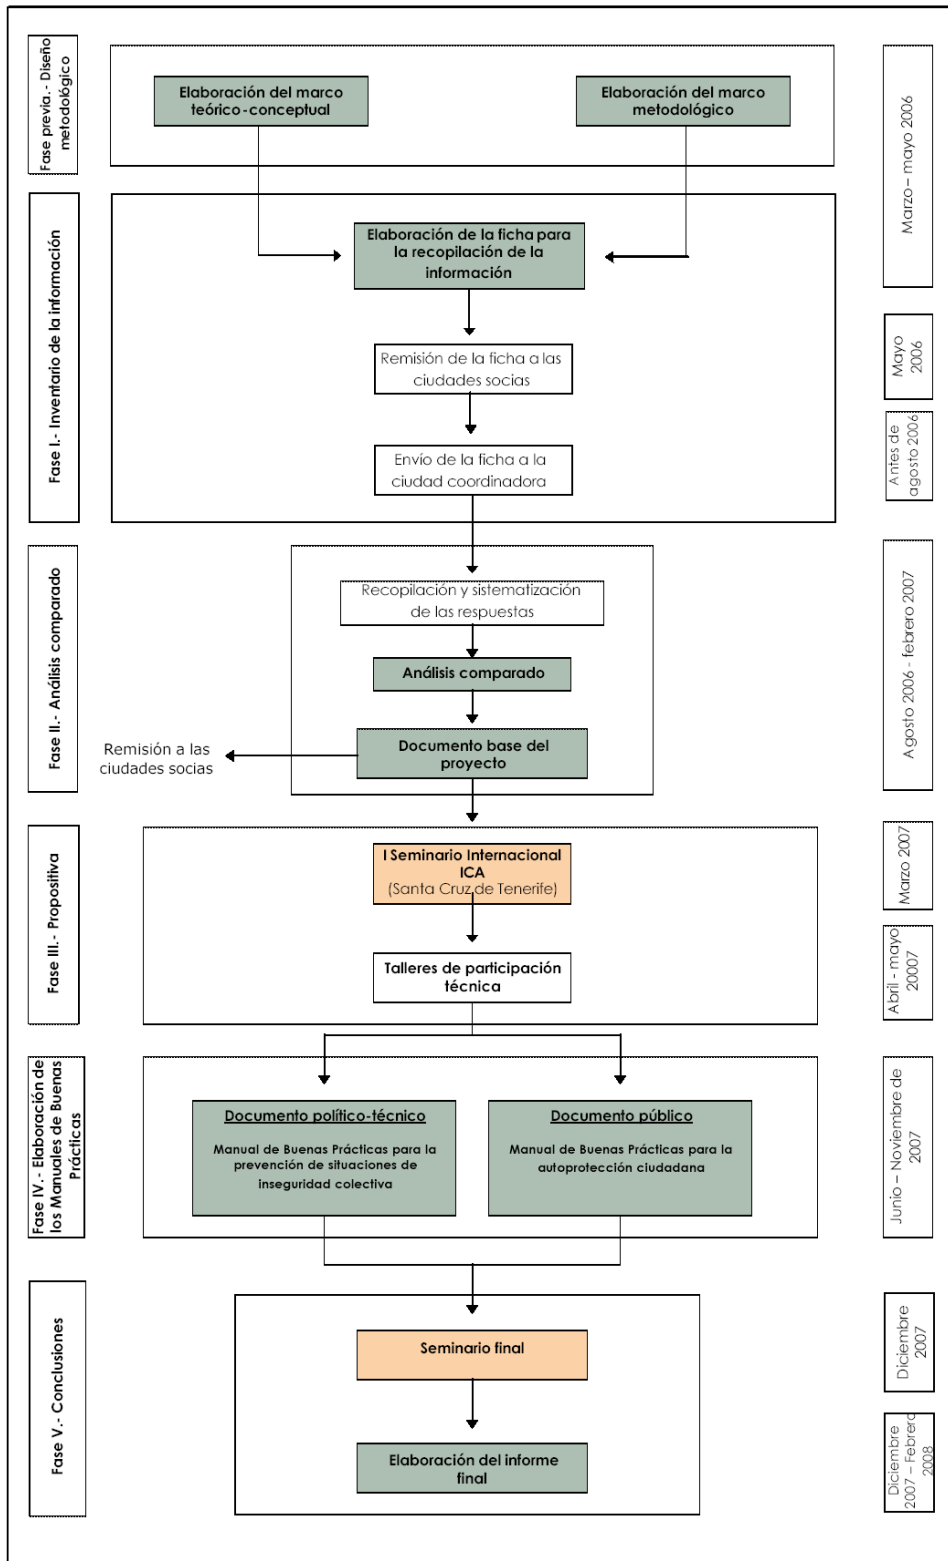 Fase previa.- Diseño
metodológico
Elaboración del marco
teórico-conceptual
Elaboración del marco
metodológico
Marzo – mayo 2006
Fase I.- Inventario de la información
Elaboración de la ficha para
la recopilación de la
información
Remisión de la ficha a las
ciudades socias
Mayo
2006
Envío de la ficha a la
ciudad coordinadora
Antes de
agosto 2006
Fase II.- Análisis comparado
Recopilación y sistematización
de las respuestas
Análisis comparado
Documento base del
proyecto
Remisión a las
ciudades socias
Agosto 2006 - febrero 2007
Fase III.- Propositiva
I Seminario Internacional
ICA
(Santa Cruz de Tenerife)
Marzo 2007
Talleres de participación
técnica
Abril - mayo
20007
Fase IV.- Elaboración de
los Manuales de Buenas
Prácticas
Documento político-técnico
Manual de Buenas Prácticas para la
prevención de situaciones de
inseguridad colectiva
Documento público
Manual de Buenas Prácticas para la
autoprotección ciudadana
Junio – Noviembre de
2007
Fase V.- Conclusiones
Seminario final
Diciembre
2007
Elaboración del informe
final
Diciembre
2007 – Febrero
2008